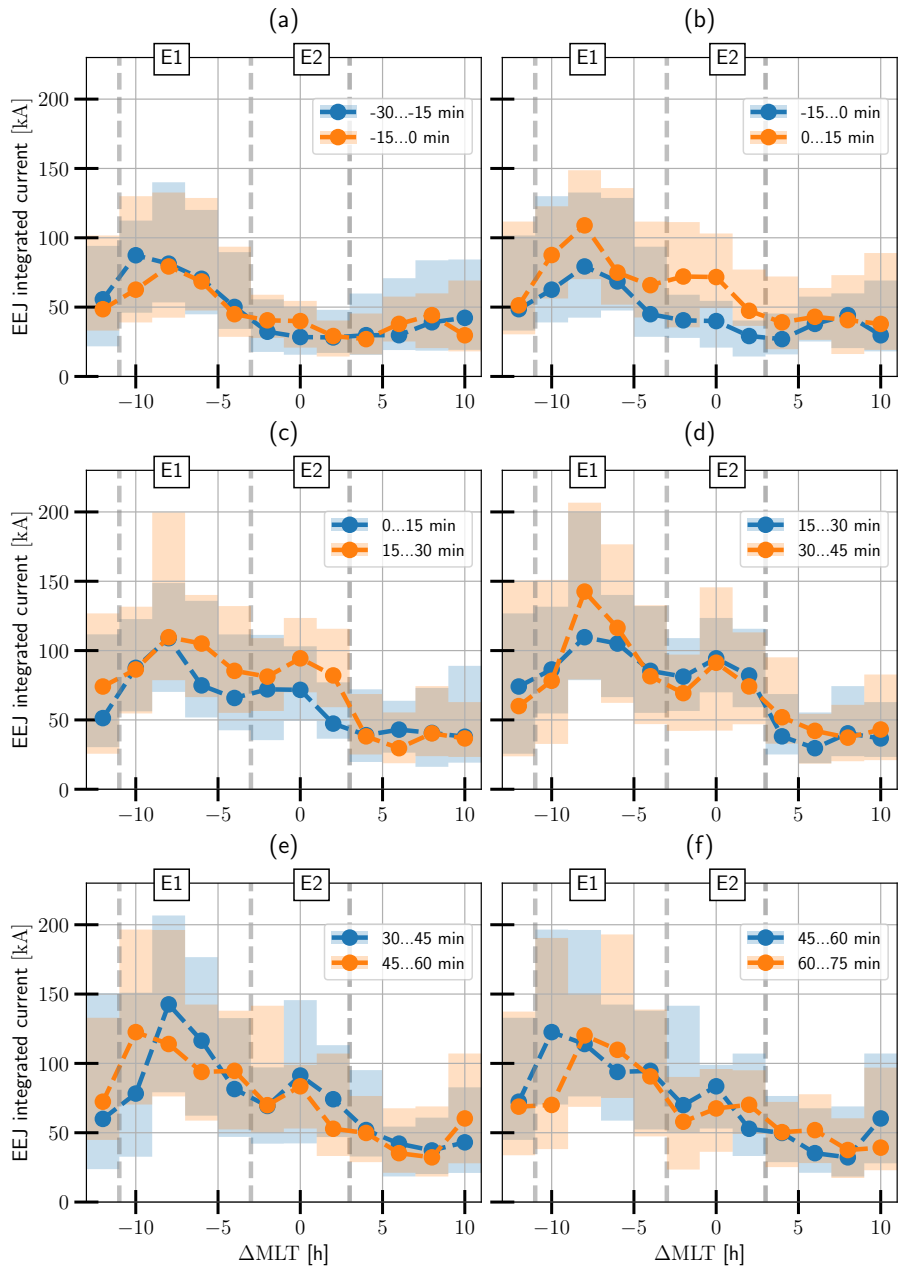 (a)
(b)
E1
E2
E1
E2
EEJ integrated current [kA]
200
150
100
50
0
-30...-15 min
-15...0 min
-15...0 min
0...15 min
−10
−5
0
5
10
−10
−5
0
5
10
(c)
(d)
E1
E2
E1
E2
EEJ integrated current [kA]
200
150
100
50
0
0...15 min
15...30 min
15...30 min
30...45 min
−10
−5
0
5
10
−10
−5
0
5
10
(e)
(f)
E1
E2
E1
E2
EEJ integrated current [kA]
200
150
100
50
0
30...45 min
45...60 min
45...60 min
60...75 min
−10
−5
0
5
10
−10
−5
0
5
10
ΔMLT [h]
ΔMLT [h]